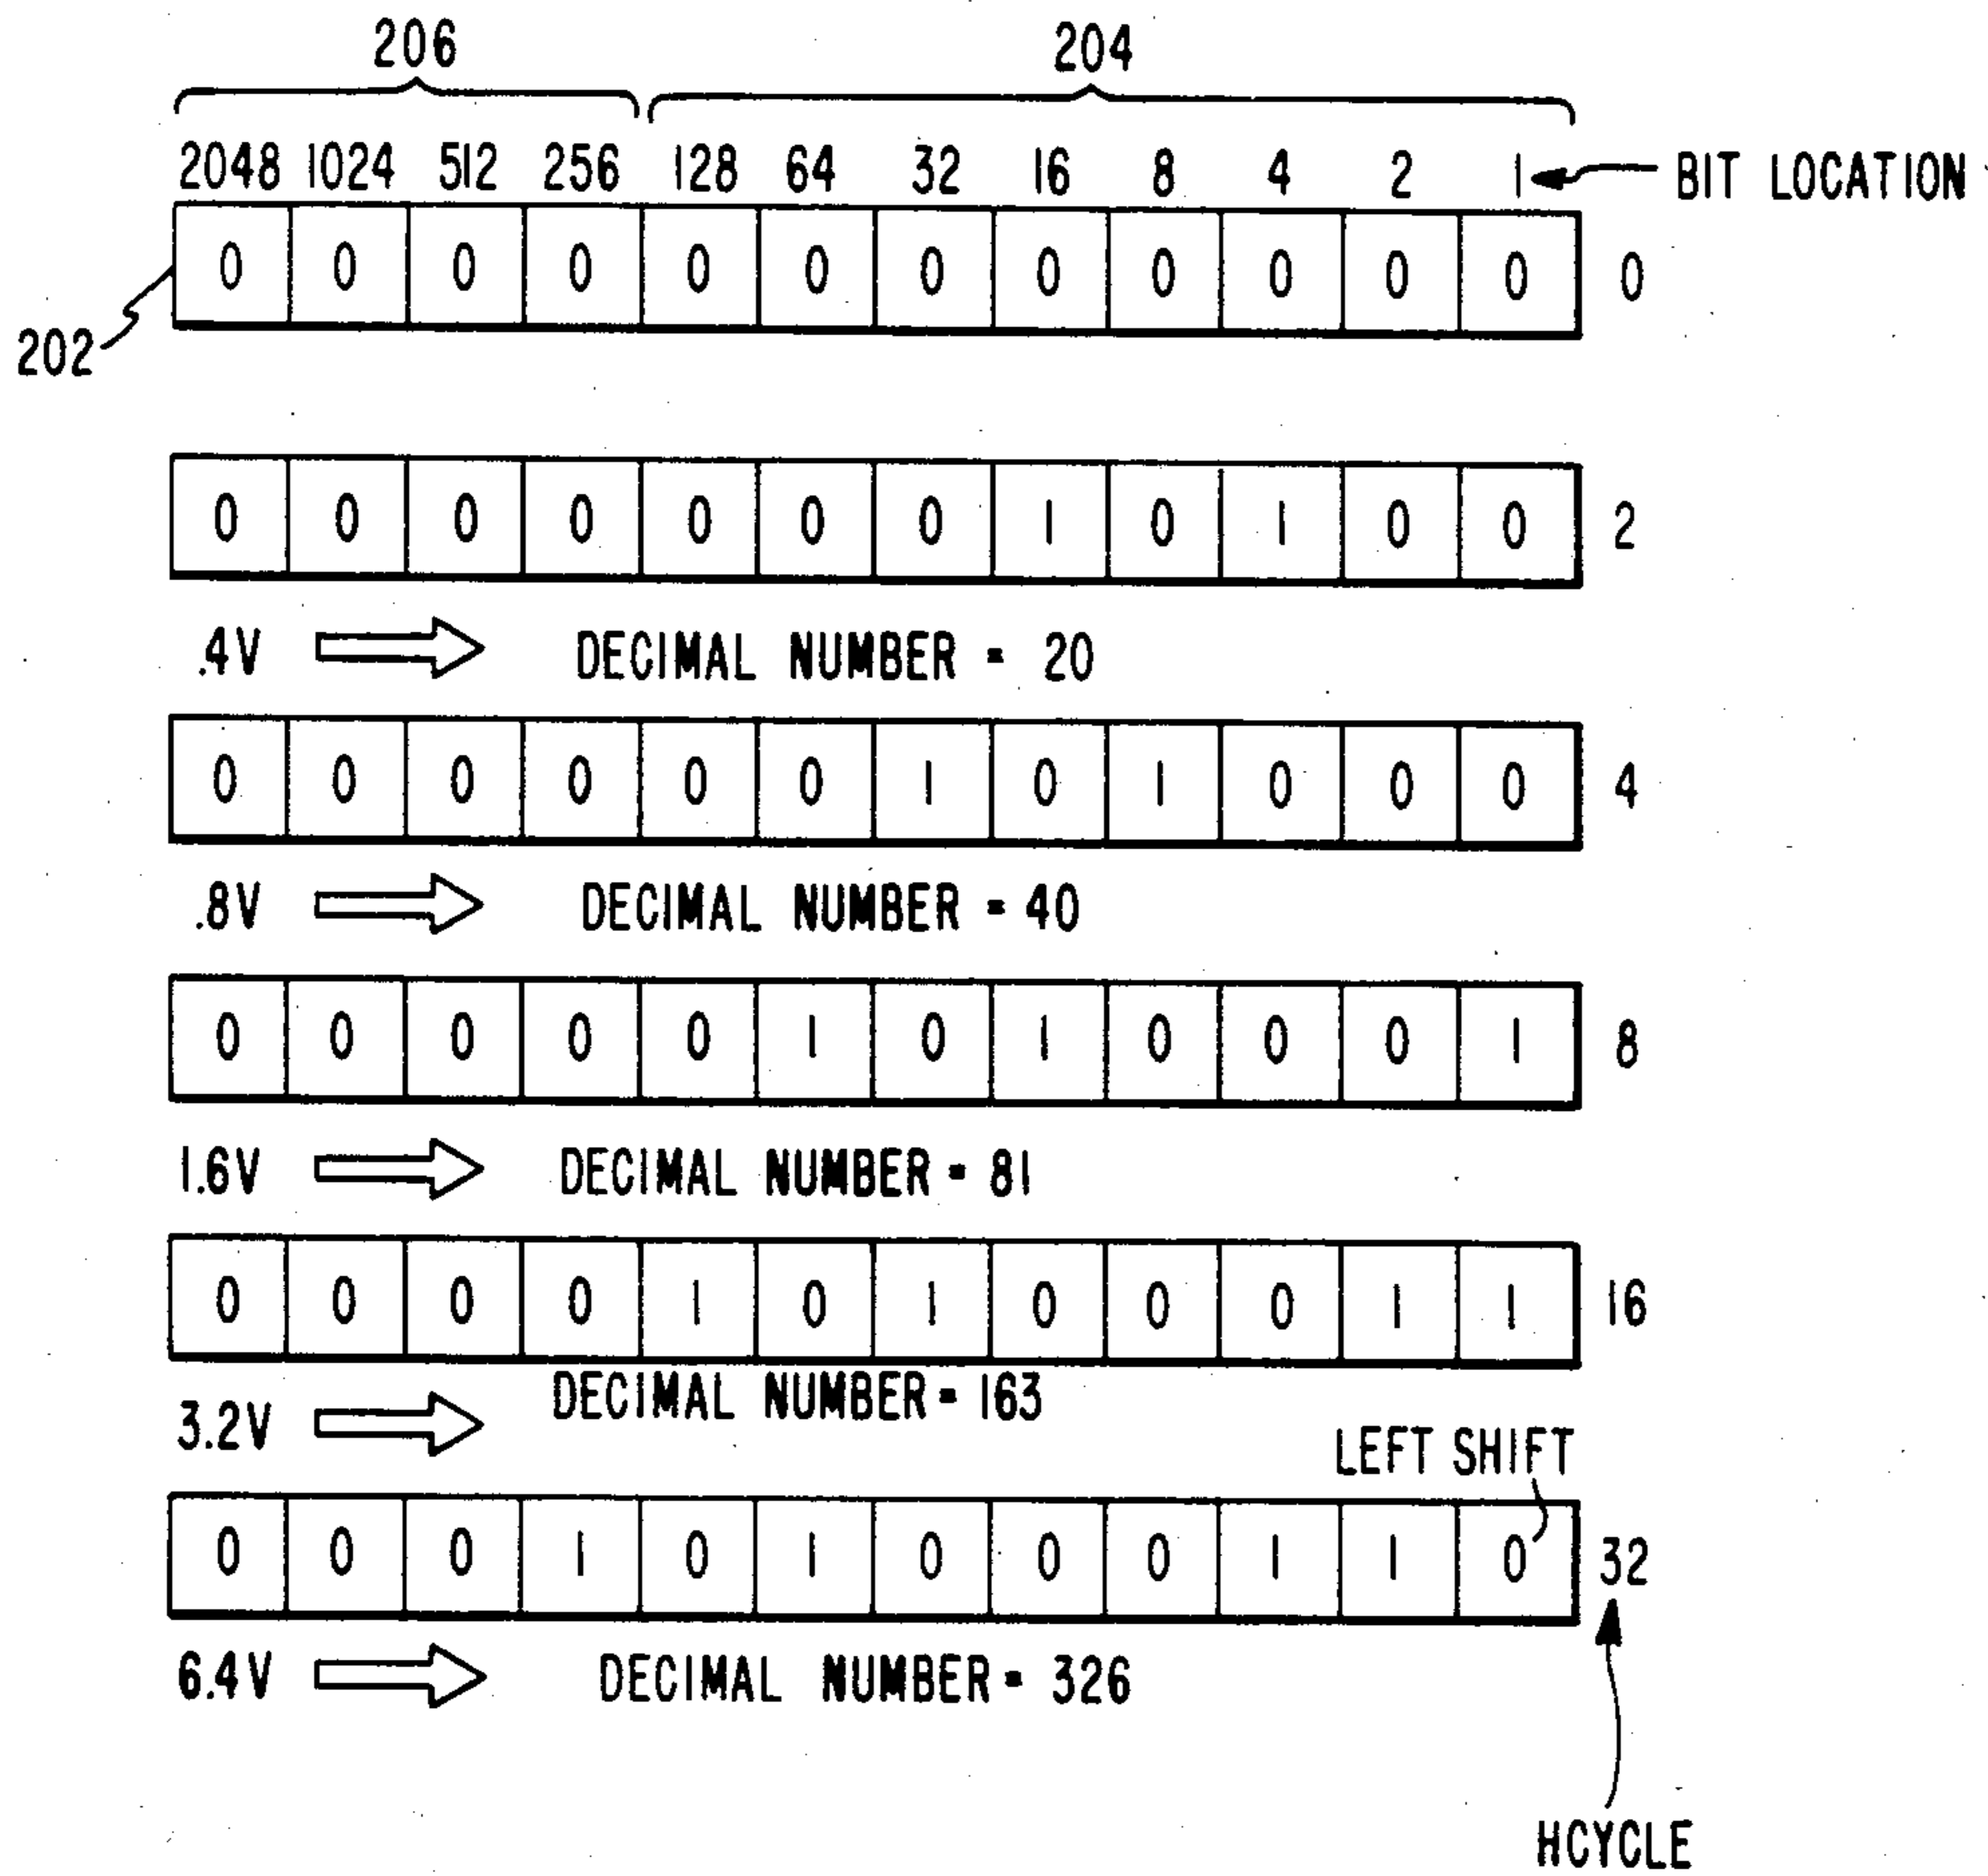 206 204
2048 1024 512 256 128 64 32 16 8 4 2 1 BIT LOCATION
0 0 0 0 0 0 0 0 0 0 0 0 0
202
0 0 0 0 0 0 0 1 0 1 0 0 2
.4V DECIMAL NUMBER = 20
0 0 0 0 0 0 1 0 1 0 0 0 4
.8V DECIMAL NUMBER = 40
0 0 0 0 0 1 0 1 0 0 0 1 8
1.6V DECIMAL NUMBER = 81
0 0 0 0 1 0 1 0 0 0 1 1 16
DECIMAL NUMBER = 163
3.2V
LEFT SHIFT
0 0 0 1 0 1 0 0 0 1 1 0 32
6.4V DECIMAL NUMBER = 326
HCYCLE